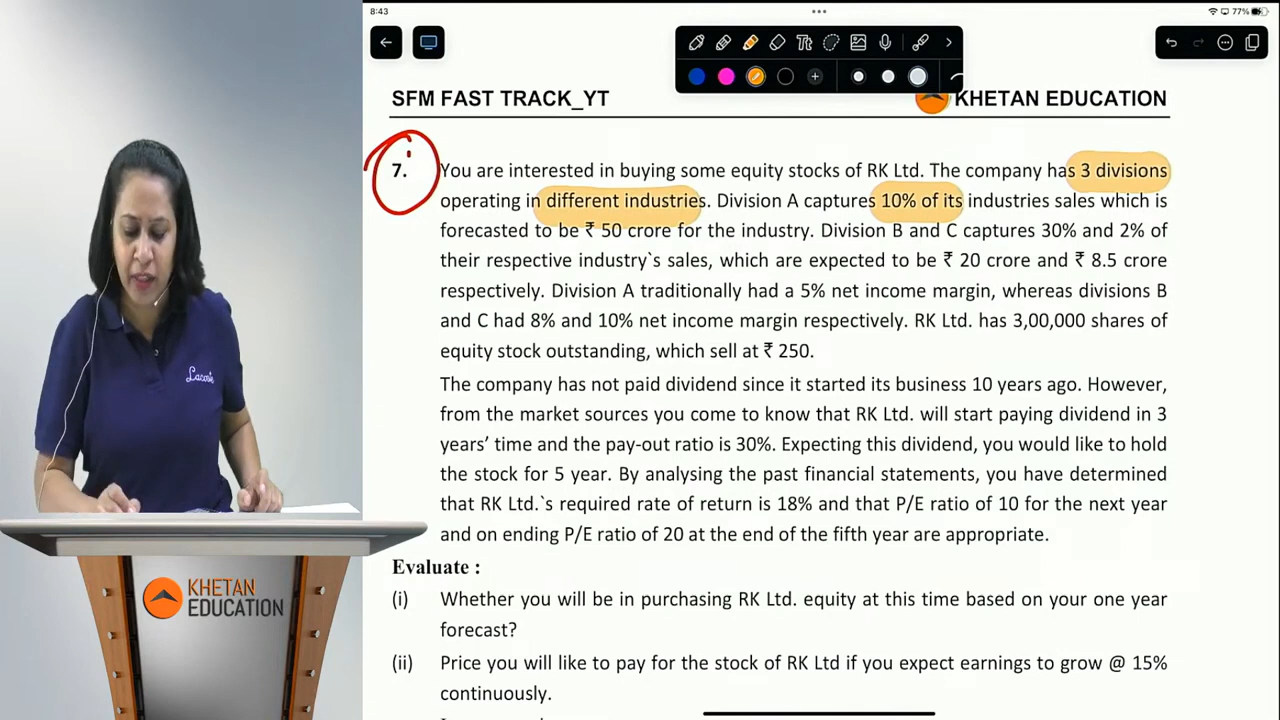 8:43
77%
SFM FAST TRACK_YT
KHETAN EDUCATION
7. You are interested in buying some equity stocks of RK Ltd. The company has 3 divisions
operating in different industries. Division A captures 10% of its industries sales which is
forecasted to be ₹ 50 crore for the industry. Division B and C captures 30% and 2% of
their respective industry`s sales, which are expected to be ₹ 20 crore and ₹ 8.5 crore
respectively. Division A traditionally had a 5% net income margin, whereas divisions B
and C had 8% and 10% net income margin respectively. RK Ltd. has 3,00,000 shares of
equity stock outstanding, which sell at ₹ 250.
The company has not paid dividend since it started its business 10 years ago. However,
from the market sources you come to know that RK Ltd. will start paying dividend in 3
years’ time and the pay-out ratio is 30%. Expecting this dividend, you would like to hold
the stock for 5 year. By analysing the past financial statements, you have determined
that RK Ltd.`s required rate of return is 18% and that P/E ratio of 10 for the next year
and on ending P/E ratio of 20 at the end of the fifth year are appropriate.
Evaluate :
(i) Whether you will be in purchasing RK Ltd. equity at this time based on your one year
forecast?
(ii) Price you will like to pay for the stock of RK Ltd if you expect earnings to grow @ 15%
continuously.
Lacoste
KHETAN
EDUCATION